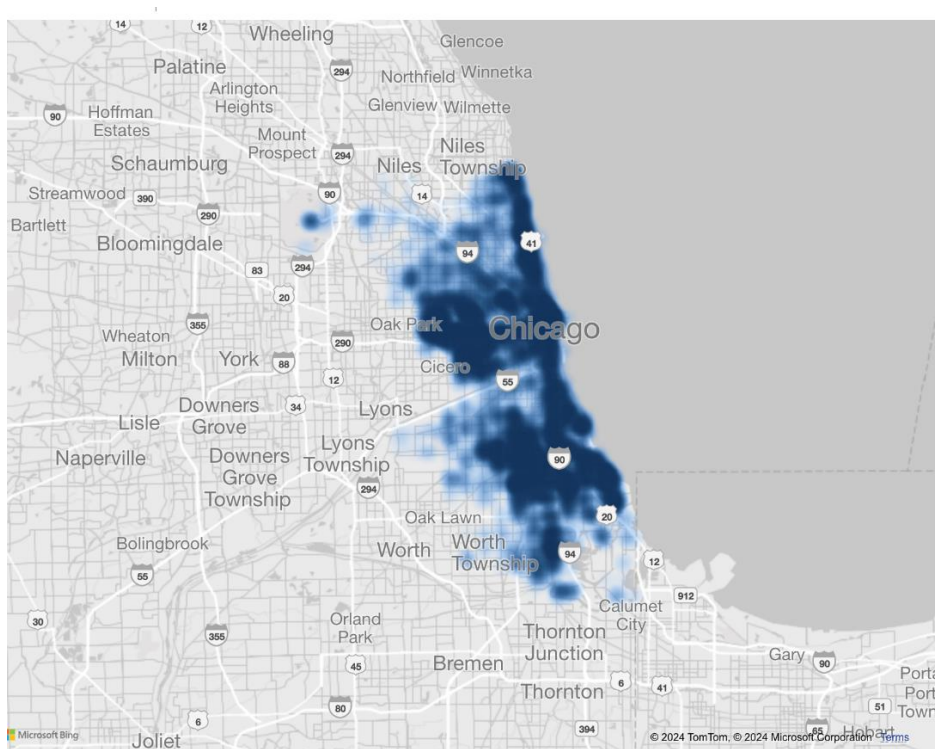 14
12
Wheeling
Glencoe
Palatine
294
Northfield
Winnetka
Arlington
Heights
Glenview
Wilmette
90
Hoffman
Estates
Mount
Prospect
294
Niles
Niles
Township
Schaumburg
Streamwood
390
90
14
290
Bartlett
Bloomingdale
41
94
83
294
20
355
Oak Park
Chicago
Wheaton
Milton
York
290
88
Cicero
12
55
34
Lyons
Downers
Grove
Lisle
Lyons
Township
Naperville
Downers
Grove
Township
90
294
Oak Lawn
20
Bolingbrook
Worth
Worth
Township
94
12
55
912
Calumet
City
30
Orland
Park
355
Thornton
Junction
45
Bremen
Gary
90
Porta
6
41
Thornton
Port
Town
51
80
6
394
65
Hobart
Joliet
Microsoft Bing
© 2024 TomTom, © 2024 Microsoft Corporation Terms